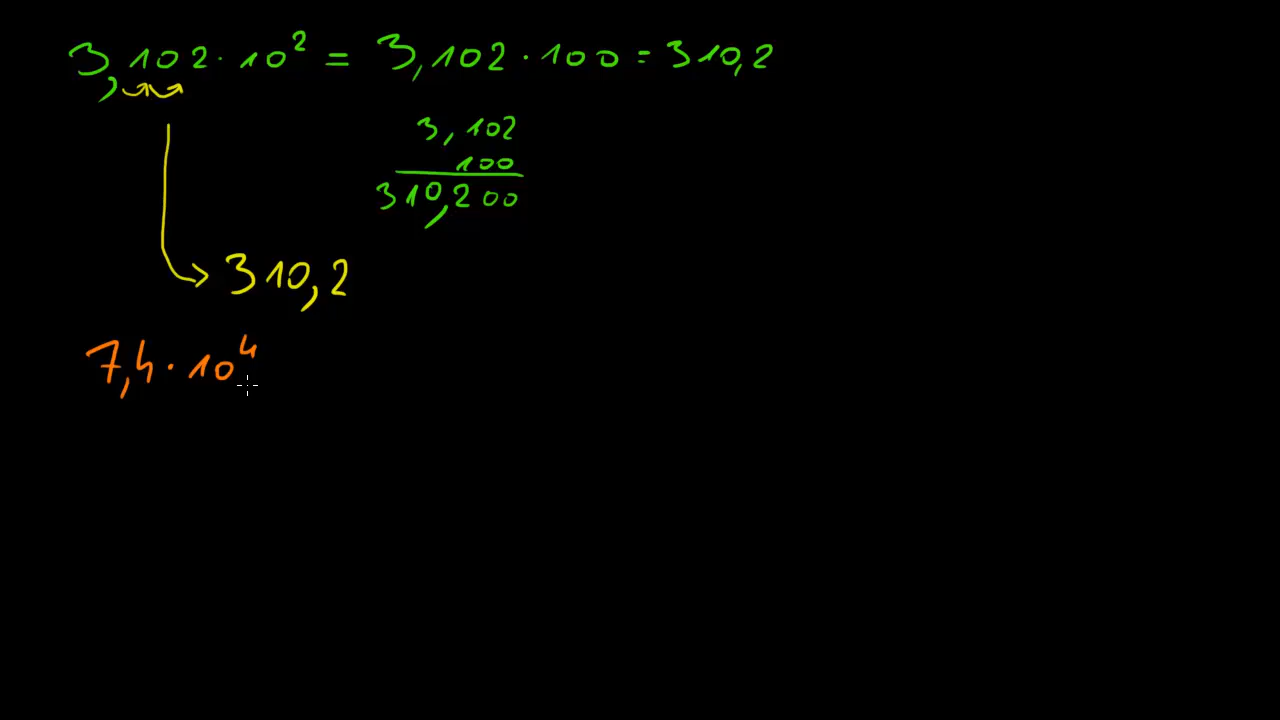 3,102 · 10² = 3,102 · 100 = 310,2
3,102
100
310,200
310,2
7,4 · 10⁴